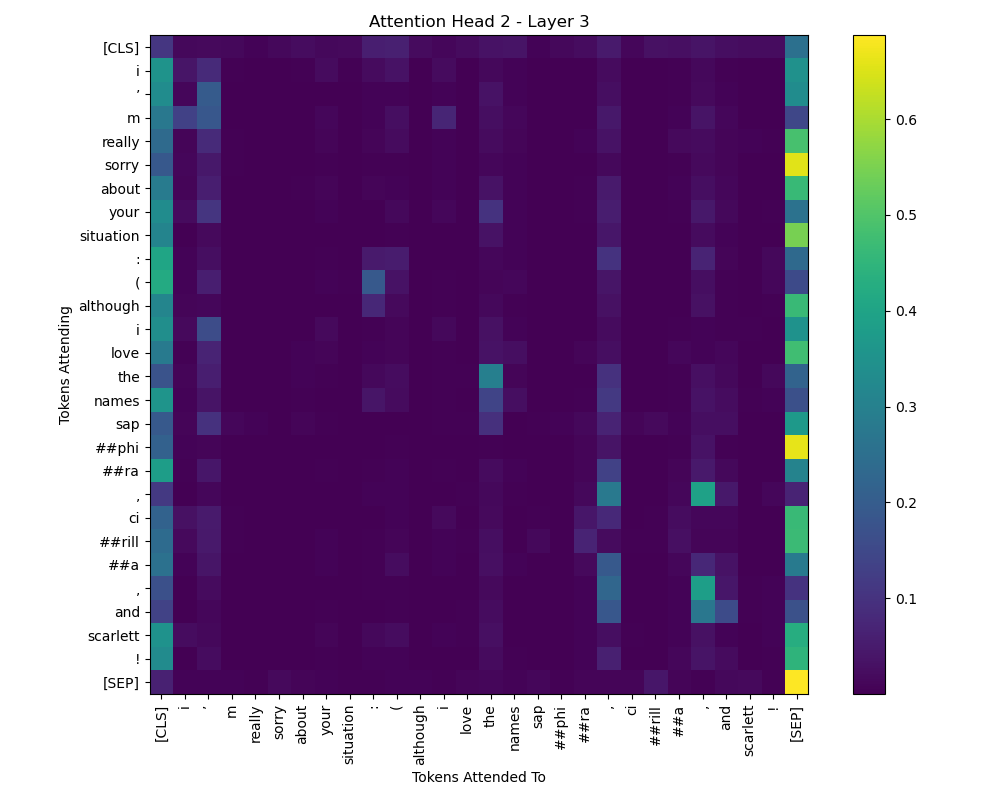 Attention Head 2 - Layer 3
Tokens Attending
[CLS]
i
’
m
really
sorry
about
your
situation
:
(
although
i
love
the
names
sap
##phi
##ra
,
ci
##rill
##a
,
and
scarlett
!
[SEP]
[CLS]
i
’
m
really
sorry
about
your
situation
:
(
although
i
love
the
names
sap
##phi
##ra
,
ci
##rill
##a
,
and
scarlett
!
[SEP]
Tokens Attended To
0.6
0.5
0.4
0.3
0.2
0.1